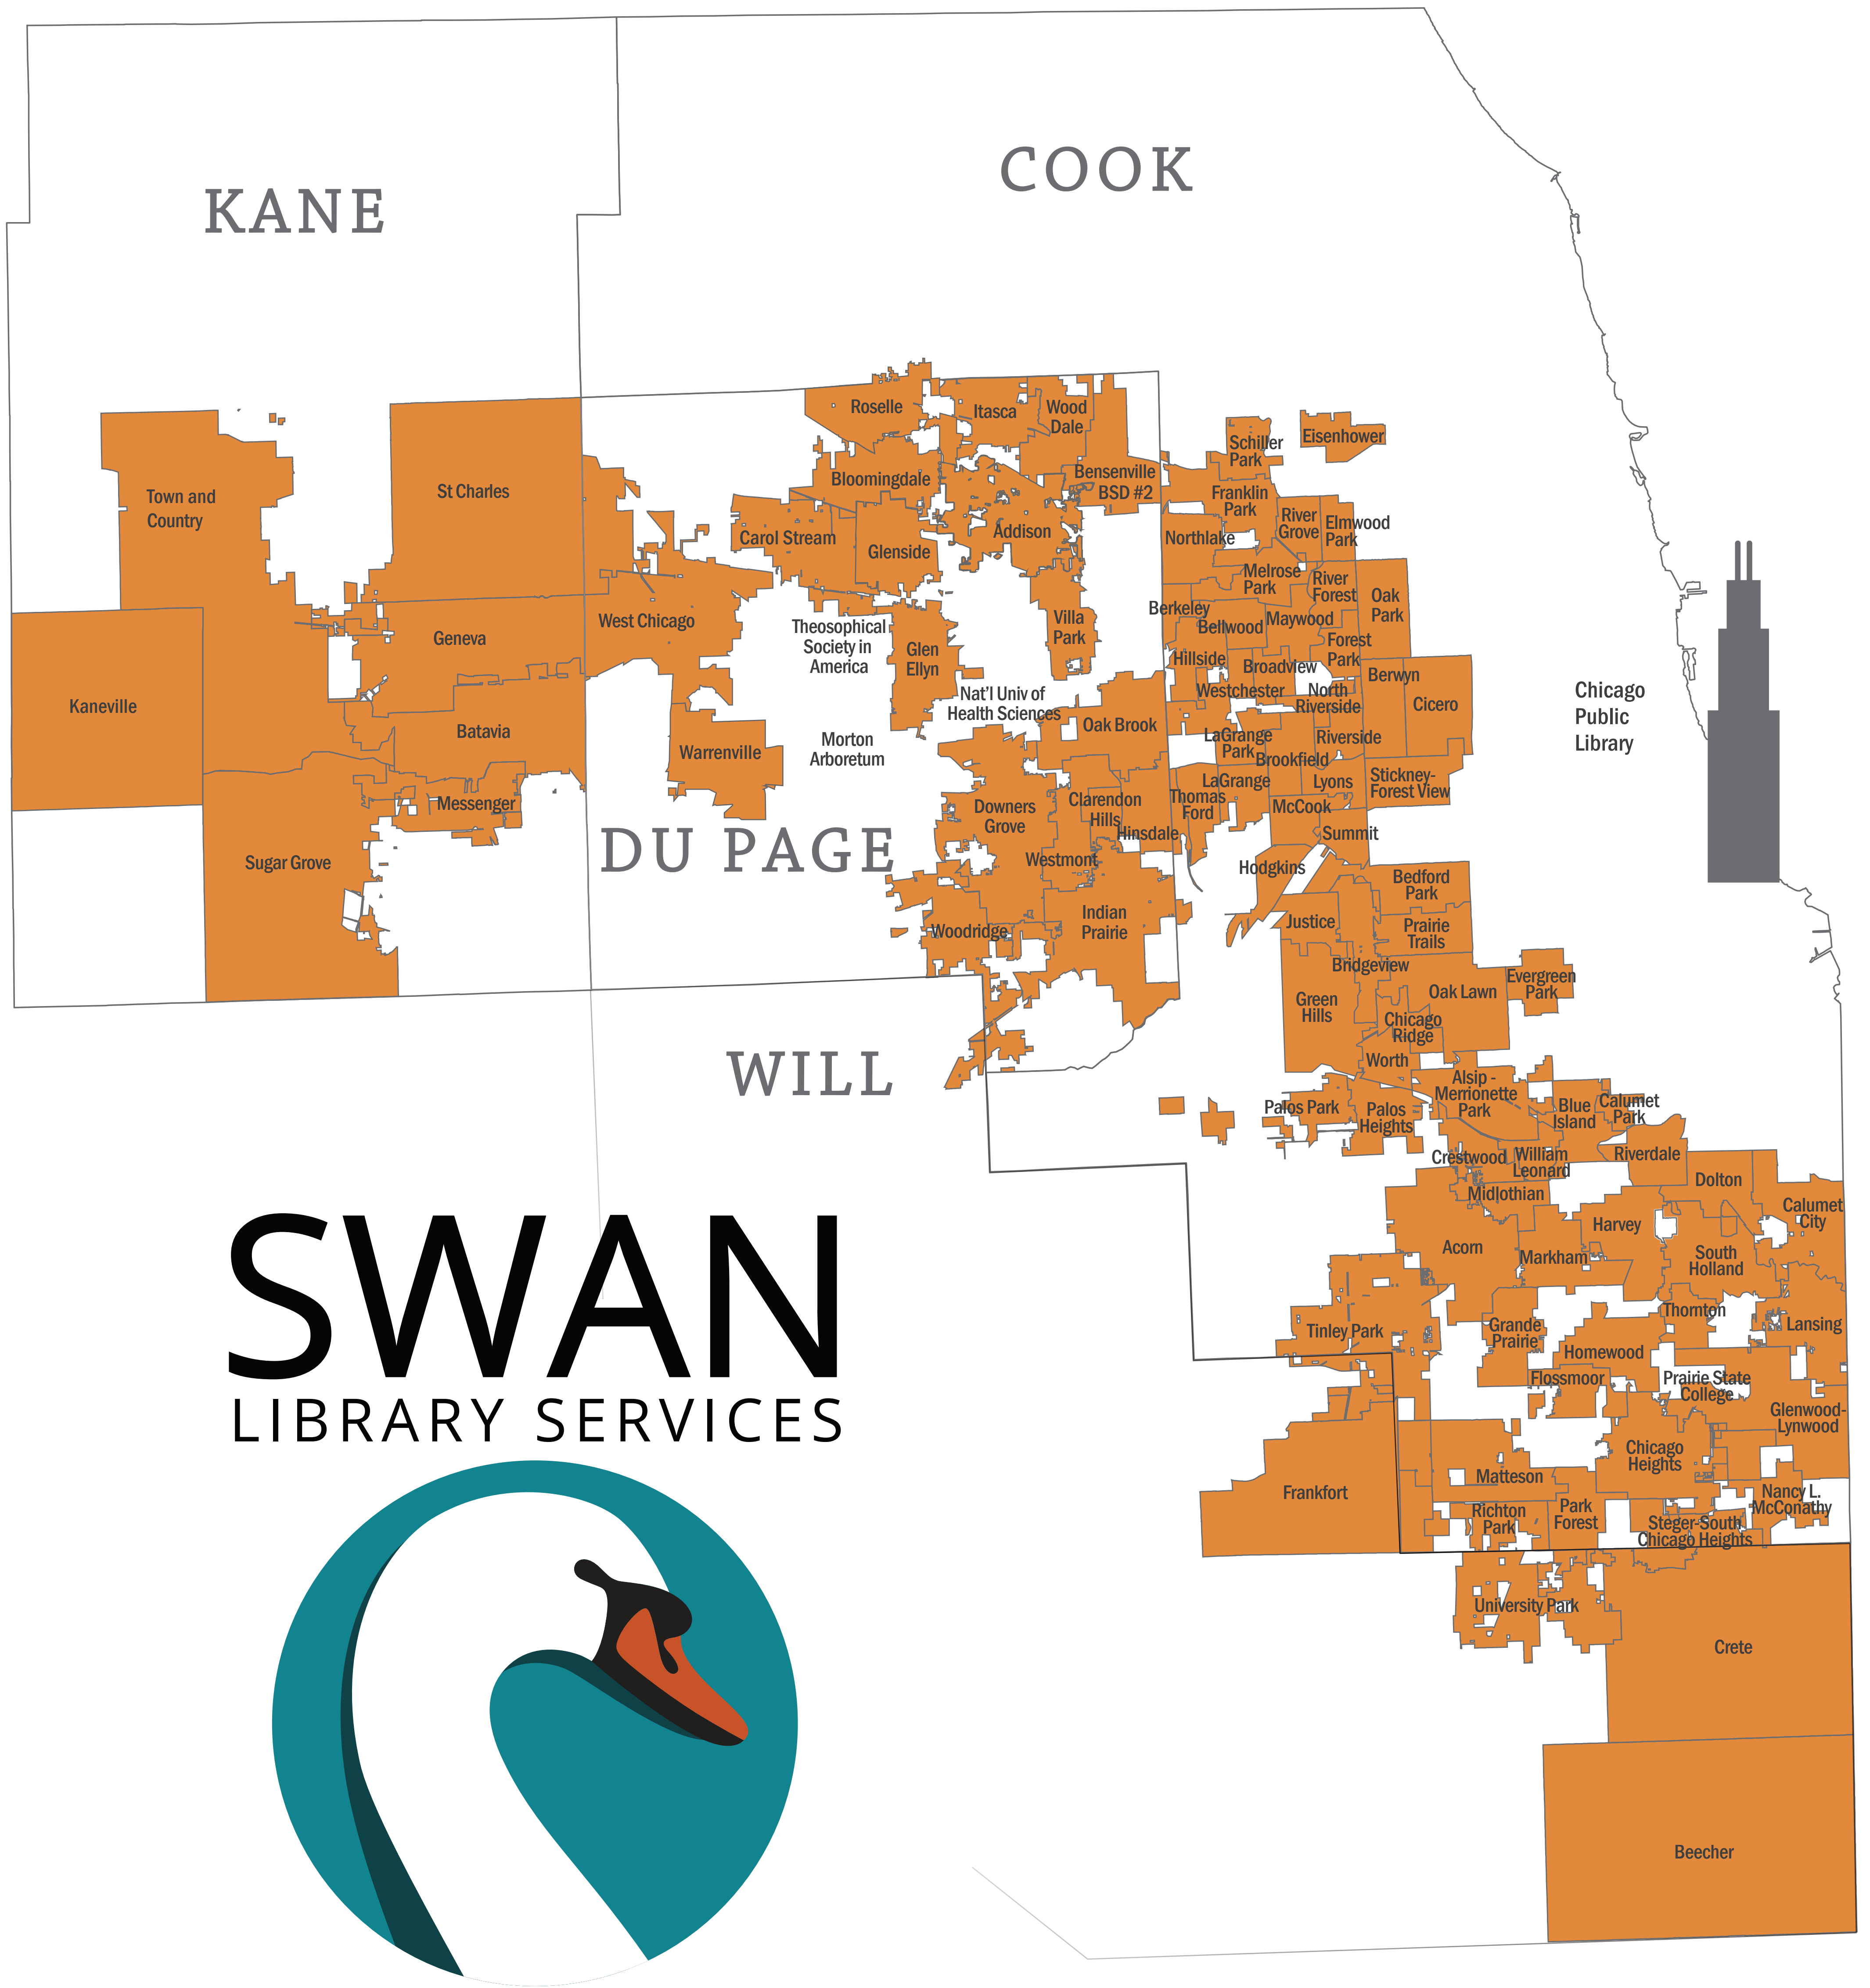 KANE
COOK
Roselle
Itasca
Wood
Dale
Schiller
Park
Eisenhower
Town and
Country
St Charles
Bloomingdale
Bensenville
BSD #2
Franklin
Park
Carol Stream
Glenside
Addison
Northlake
River
Grove
Elmwood
Park
Melrose
Park
River
Forest
Oak
Park
Geneva
West Chicago
Theosophical
Society in
America
Glen
Ellyn
Villa
Park
Berkeley
Bellwood
Maywood
Forest
Park
Hillside
Broadview
Berwyn
Kaneville
Batavia
Nat'l Univ of
Health Sciences
Westchester
North
Riverside
Cicero
Chicago
Public
Library
Warrenville
Morton
Arboretum
Oak Brook
LaGrange
Park
Riverside
Brookfield
Messenger
Downers
Grove
Clarendon
Hills
Hinsdale
Thomas
Ford
LaGrange
Lyons
Stickney-
Forest View
McCook
Summit
Sugar Grove
DU PAGE
Westmont
Hodgkins
Bedford
Park
Woodridge
Indian
Prairie
Justice
Prairie
Trails
Bridgeview
Green
Hills
Oak Lawn
Evergreen
Park
Chicago
Ridge
Worth
WILL
Palos Park
Palos
Heights
Alsip -
Merrionette
Park
Blue
Island
Calumet
Park
Crestwood
William
Leonard
Riverdale
Midlothian
Dolton
Calumet
City
Harvey
Acorn
Markham
South
Holland
Thornton
Lansing
Tinley Park
Grande
Prairie
Homewood
Flossmoor
Prairie State
College
Glenwood-
Lynwood
Chicago
Heights
Matteson
Frankfort
Richton
Park
Park
Forest
Nancy L.
McConathy
Steger-South
Chicago Heights
University Park
Crete
Beecher
SWAN
LIBRARY SERVICES